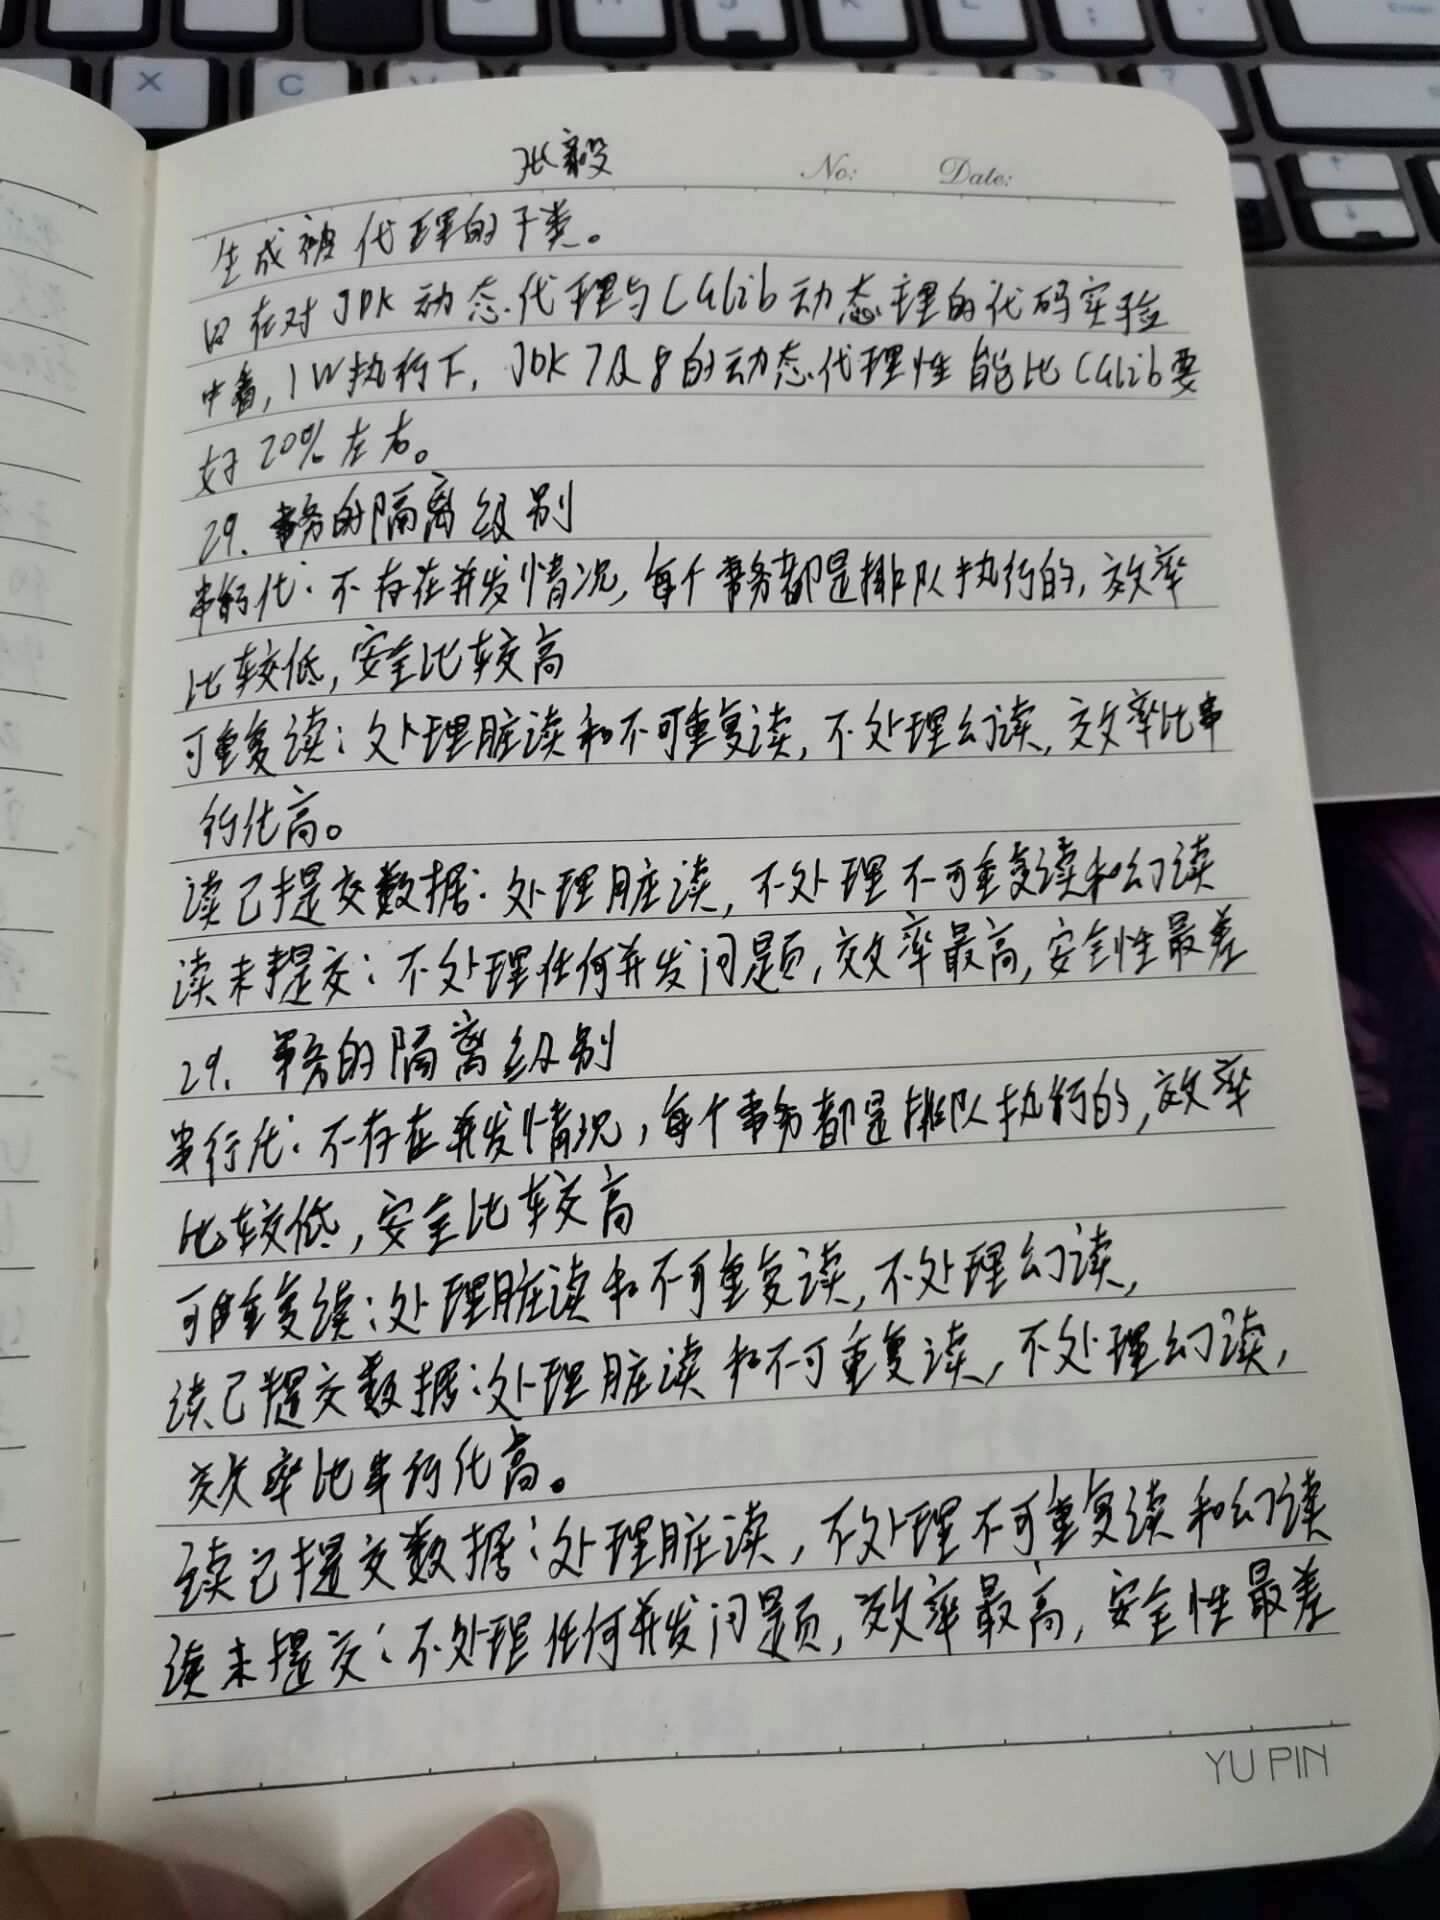 X
C
V
?
Enter
张毅
No:
Date:
生成被代理的子类。
④在对JDK动态代理与CGlib动态理的代码实验
中看，1W执行下，JDK7及8的动态代理性能比CGlib要
好20%左右。
29.事务的隔离级别
串行化：不存在并发情况，每个事务都是排队执行的，效率
比较低，安全比较高
可重复读：处理脏读和不可重复读，不处理幻读，效率比串
行化高。
读已提交数据：处理脏读，不处理不可重复读和幻读
读未提交：不处理任何并发问题，效率最高，安全性最差
29.事务的隔离级别
串行化：不存在并发情况，每个事务都是排队执行的，效率
比较低，安全比较高
可重复读：处理脏读和不可重复读，不处理幻读，
读已提交数据：处理脏读和不可重复读，不处理幻读，
效率比串行化高。
读已提交数据：处理脏读，不处理不可重复读和幻读
读未提交：不处理任何并发问题，效率最高，安全性最差
YU PIN